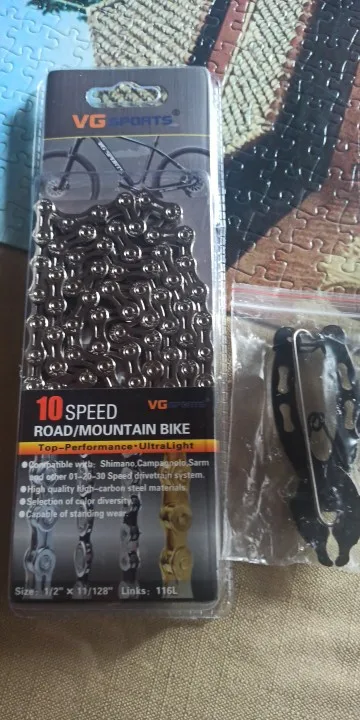 VG SPORTS
10 SPEED
VG SPORTS
ROAD/MOUNTAIN BIKE
Top-Performance•UltraLight
●Compatible with: Shimano,Campagnolo,Sarm
and other 01-20-30 Speed drivetrain system.
●High quality high-carbon steel materials.
●Selection of color diversity.
●Capable of standing wear.
Size: 1/2" × 11/128" Links: 116L